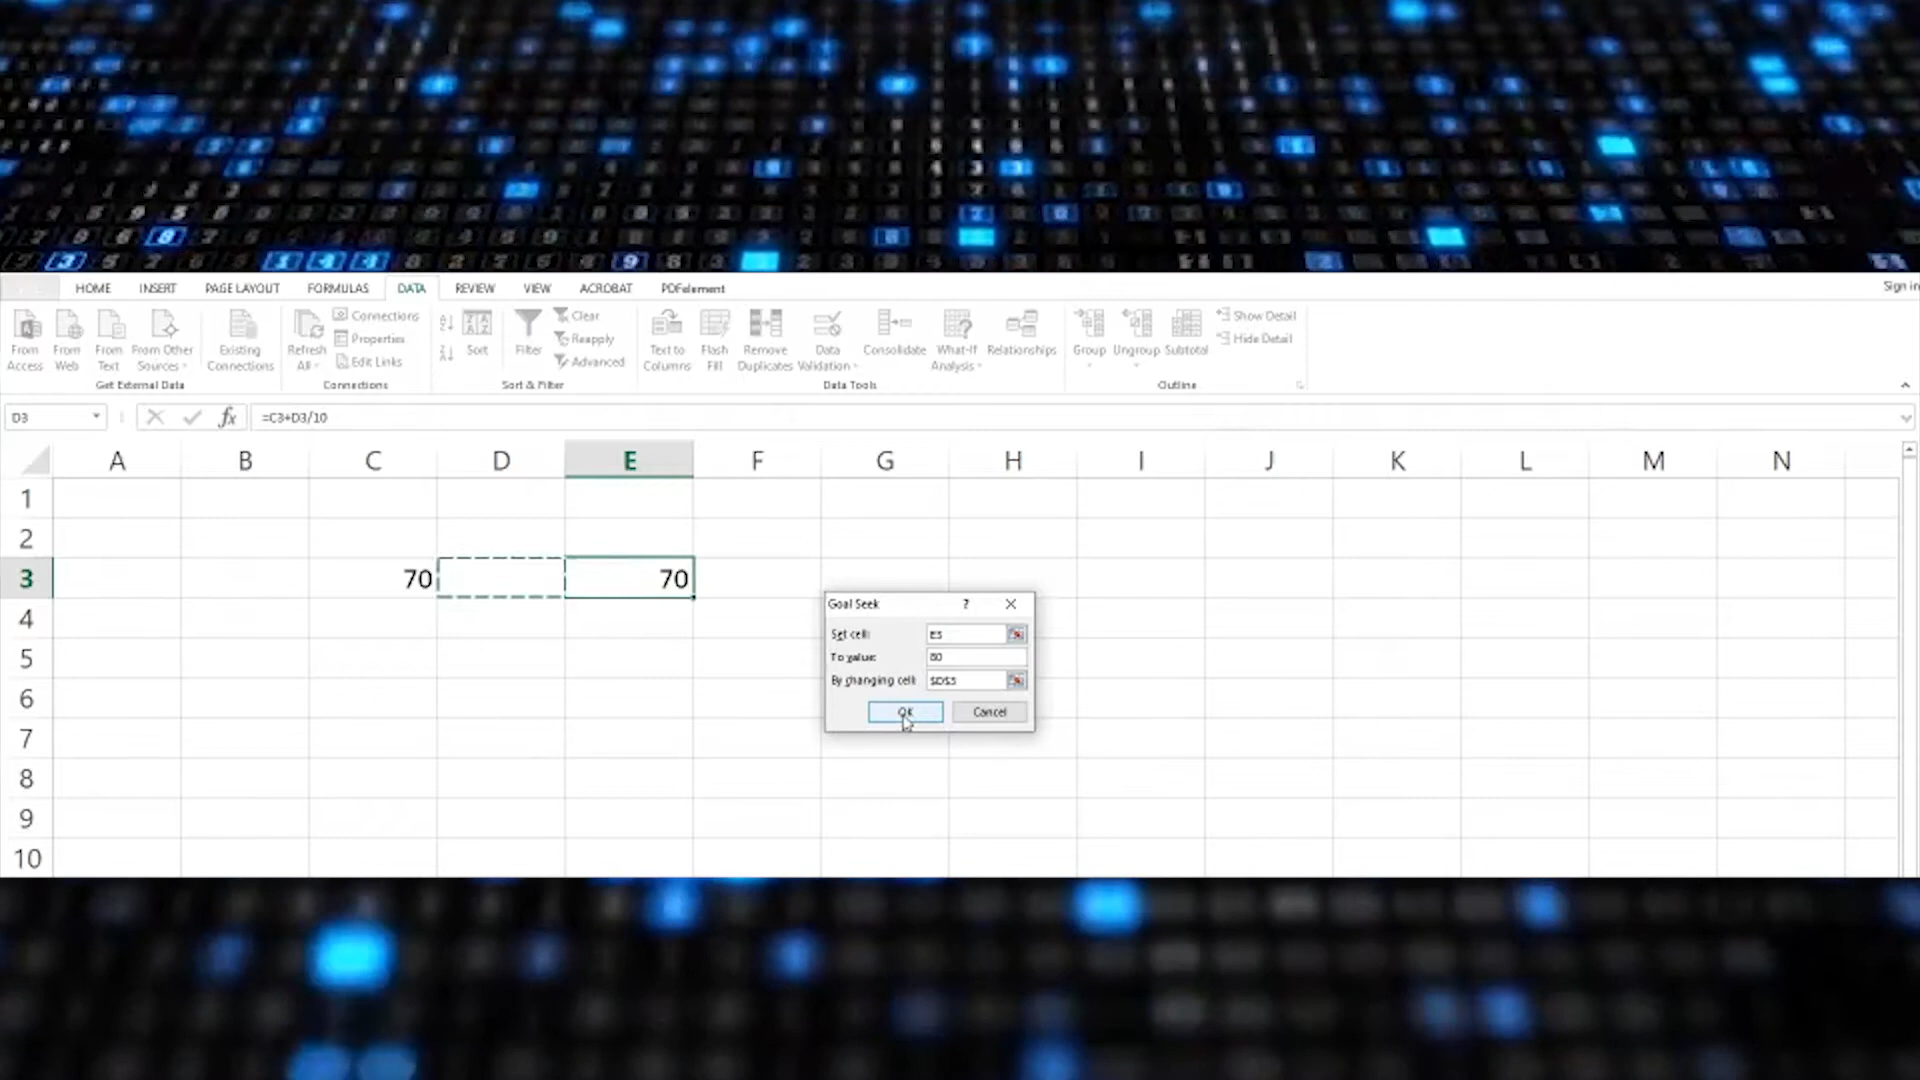 HOME INSERT PAGE LAYOUT FORMULAS DATA REVIEW VIEW ACROBAT PDFelement Sign in
From Access
From Web
From Text
From Other Sources
Existing Connections
Get External Data
Refresh All
Connections
Properties
Edit Links
Connections
Sort
Filter
Clear
Reapply
Advanced
Sort & Filter
Text to Columns
Flash Fill
Remove Duplicates
Data Validation
Consolidate
What-If Analysis
Relationships
Data Tools
Group
Ungroup
Subtotal
Show Detail
Hide Detail
Outline
D3 fx =C3+D3/10
A B C D E F G H I J K L M N
1
2
3 70 70
4
5
6
7
8
9
10
Goal Seek ?
Set cell: E3
To value: 80
By changing cell: $D$3
OK Cancel